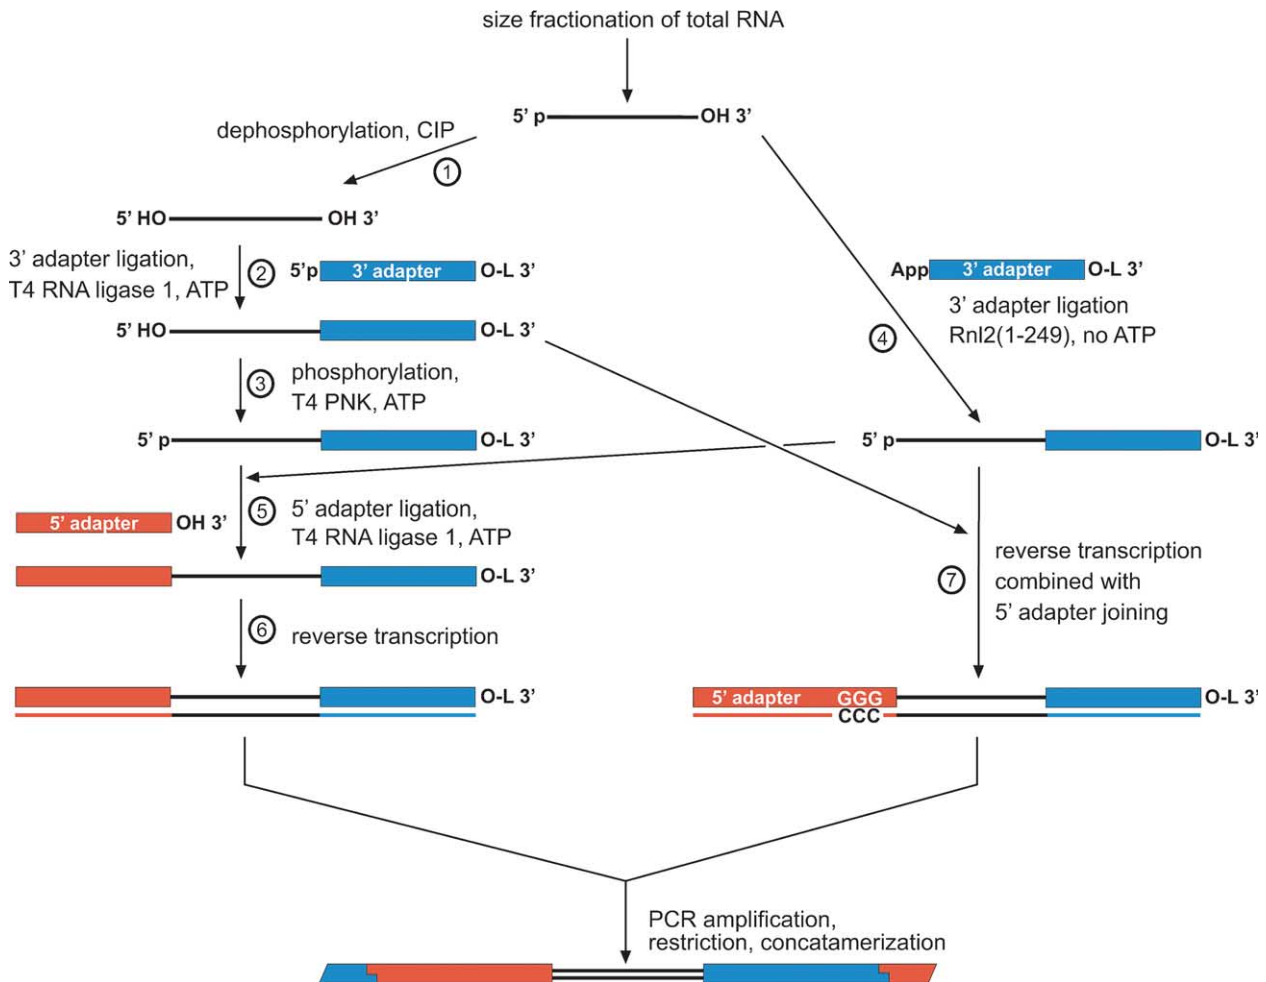 size fractionation of total RNA
5’ p
OH 3’
dephosphorylation, CIP
1
5’ HO
OH 3’
3’ adapter ligation,
T4 RNA ligase 1, ATP
2
5’p
3’ adapter
O-L 3’
App
3’ adapter
O-L 3’
3’ adapter ligation
Rnl2(1-249), no ATP
4
5’ HO
O-L 3’
3
phosphorylation,
T4 PNK, ATP
5’ p
O-L 3’
5’ p
O-L 3’
5’ adapter
OH 3’
5
5’ adapter ligation,
T4 RNA ligase 1, ATP
O-L 3’
7
reverse transcription
combined with
5’ adapter joining
6
reverse transcription
O-L 3’
5’ adapter
GGG
O-L 3’
CCC
PCR amplification,
restriction, concatamerization